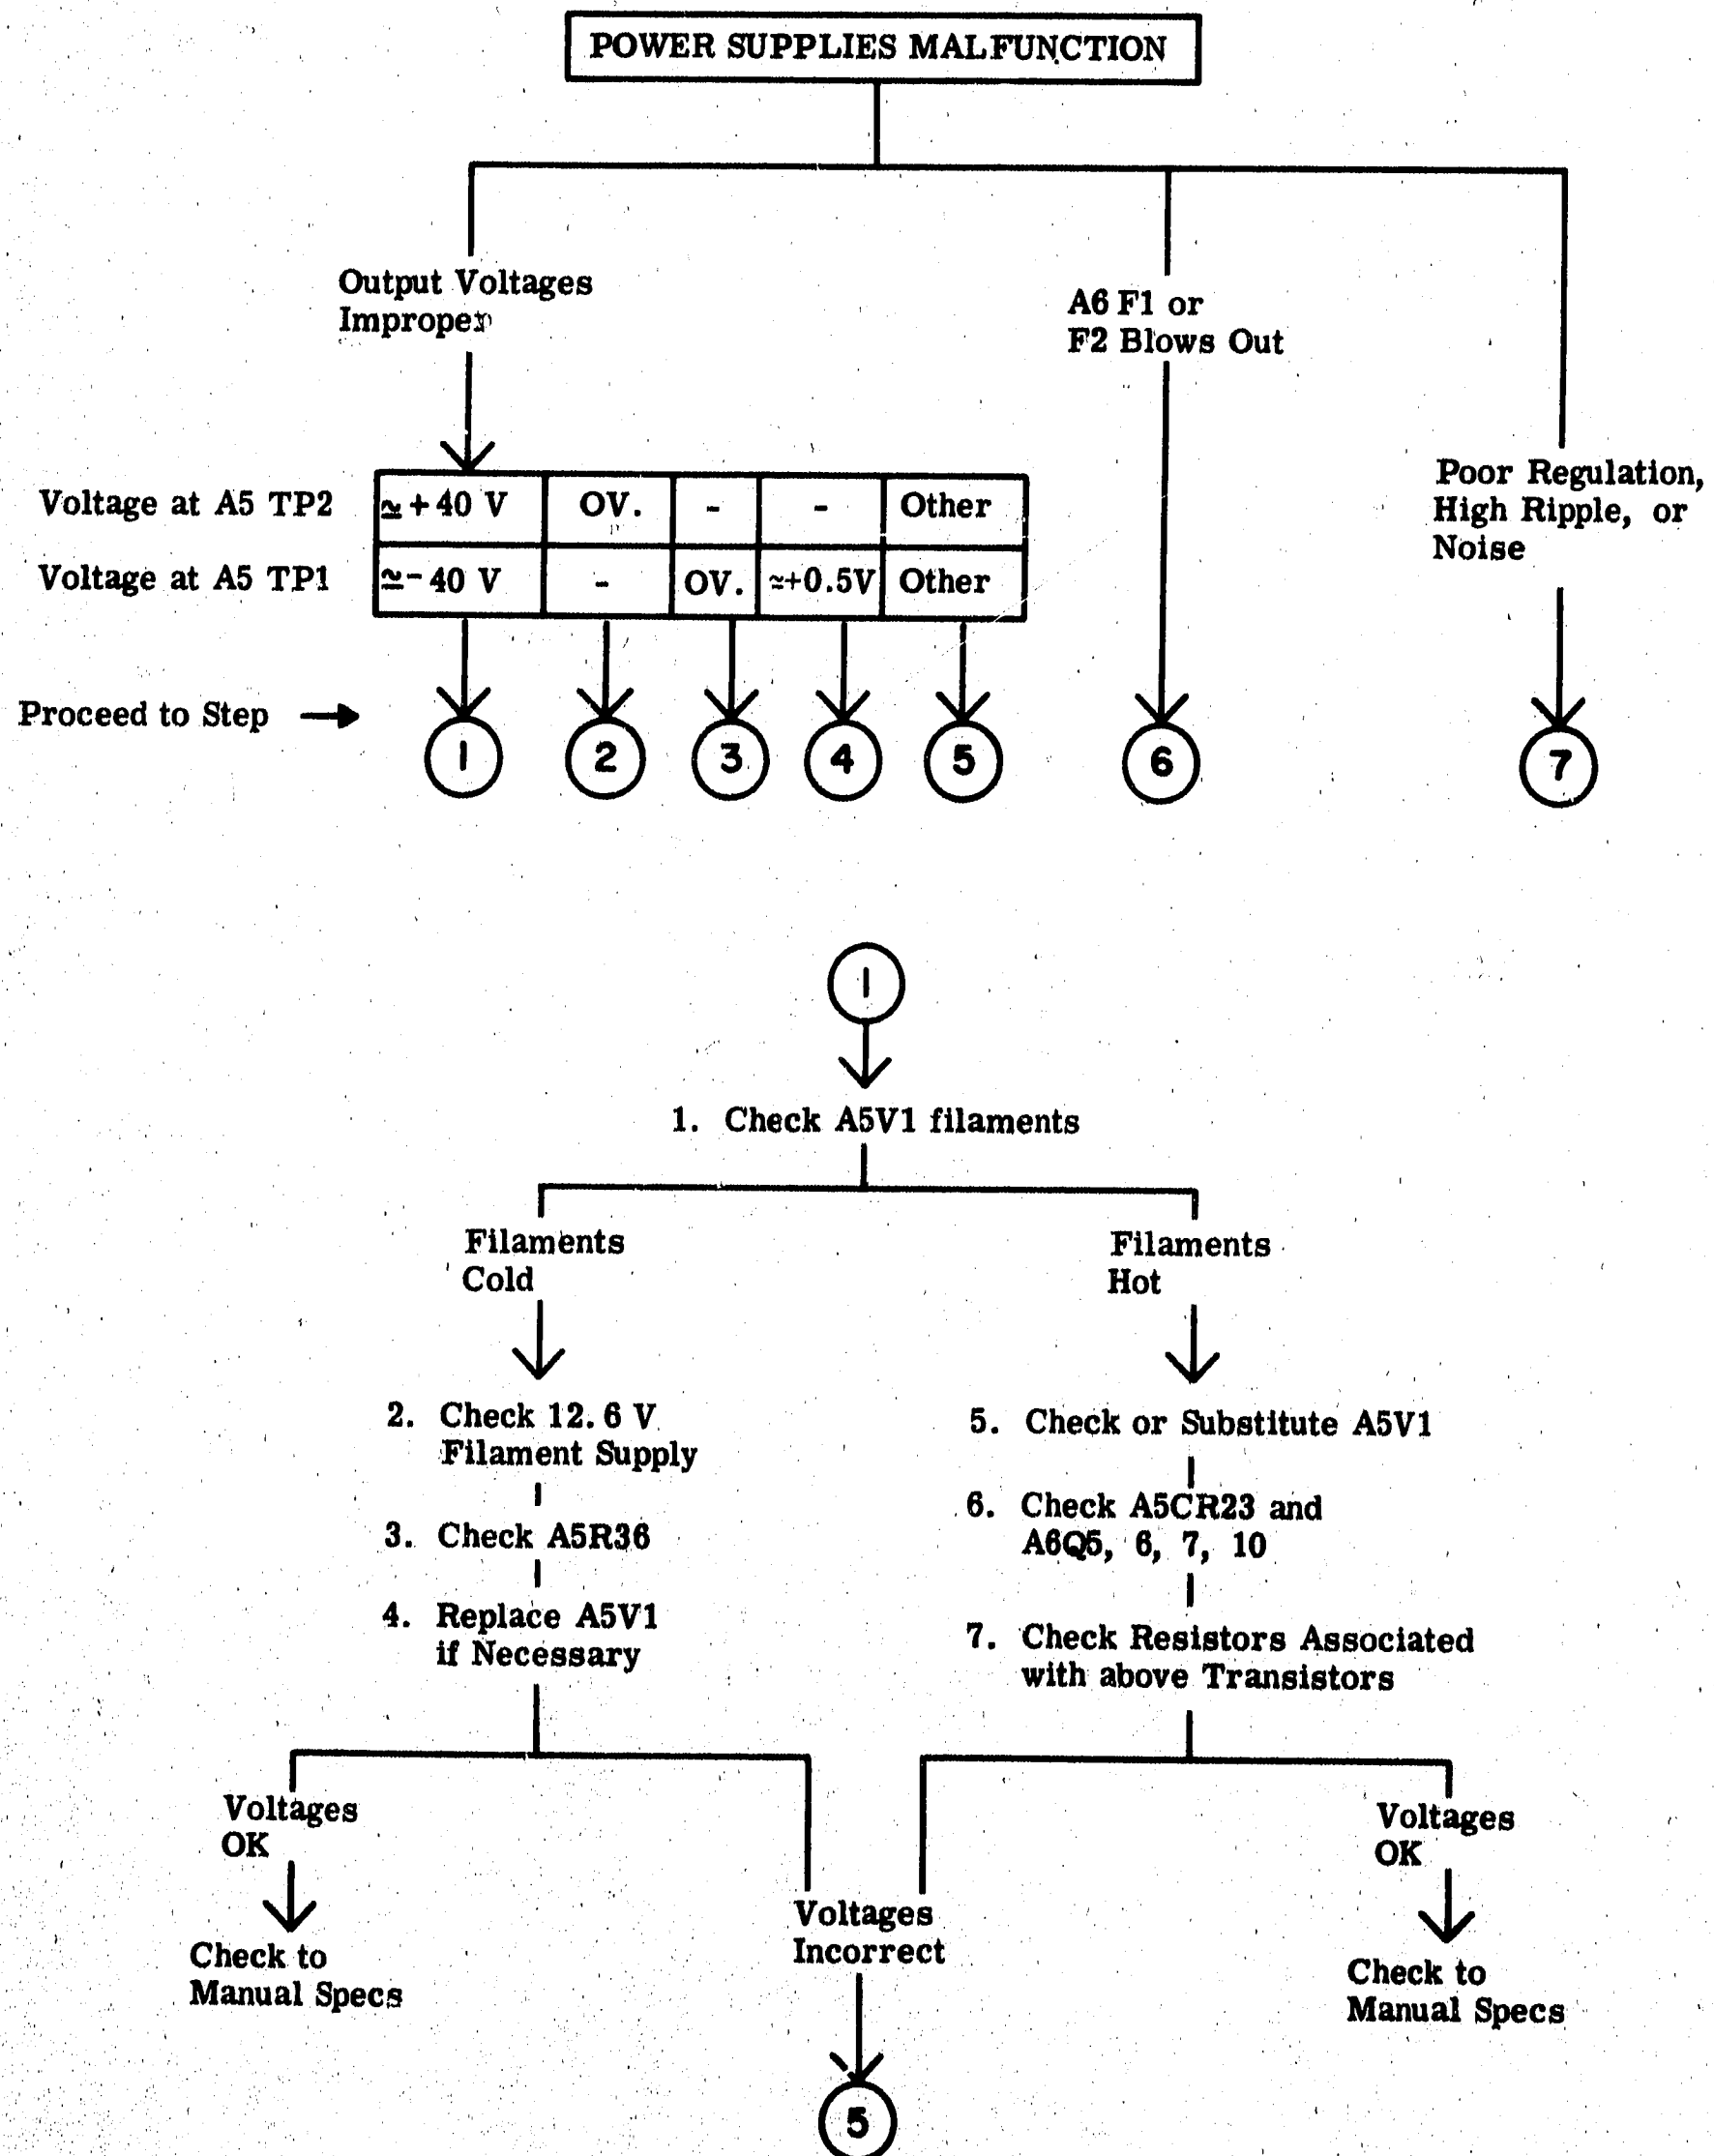 POWER SUPPLIES MALFUNCTION
Output Voltages
Improper
A6 F1 or
F2 Blows Out
Poor Regulation,
High Ripple, or
Noise
Voltage at A5 TP2 ≃+40 V OV. - - Other
Voltage at A5 TP1 ≃-40 V - OV. ≃+0.5V Other
Proceed to Step
1 2 3 4 5 6 7
1
1. Check A5V1 filaments
Filaments
Cold
Filaments
Hot
2. Check 12.6 V
Filament Supply
3. Check A5R36
4. Replace A5V1
if Necessary
5. Check or Substitute A5V1
6. Check A5CR23 and
A6Q5, 6, 7, 10
7. Check Resistors Associated
with above Transistors
Voltages
OK
Check to
Manual Specs
Voltages
Incorrect
Voltages
OK
Check to
Manual Specs
5